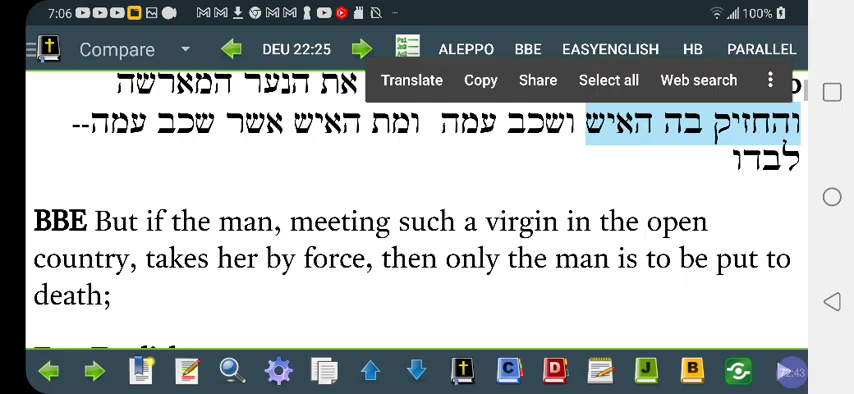 7:06 100%
Compare DEU 22:25 ALEPPO BBE EASYENGLISH HB PARALLEL
את הנער המארשה
Translate Copy Share Select all Web search
והחזיק בה האיש ושכב עמה ומת האיש אשר שכב עמה--
לבדו
BBE But if the man, meeting such a virgin in the open
country, takes her by force, then only the man is to be put to
death;
C D J B